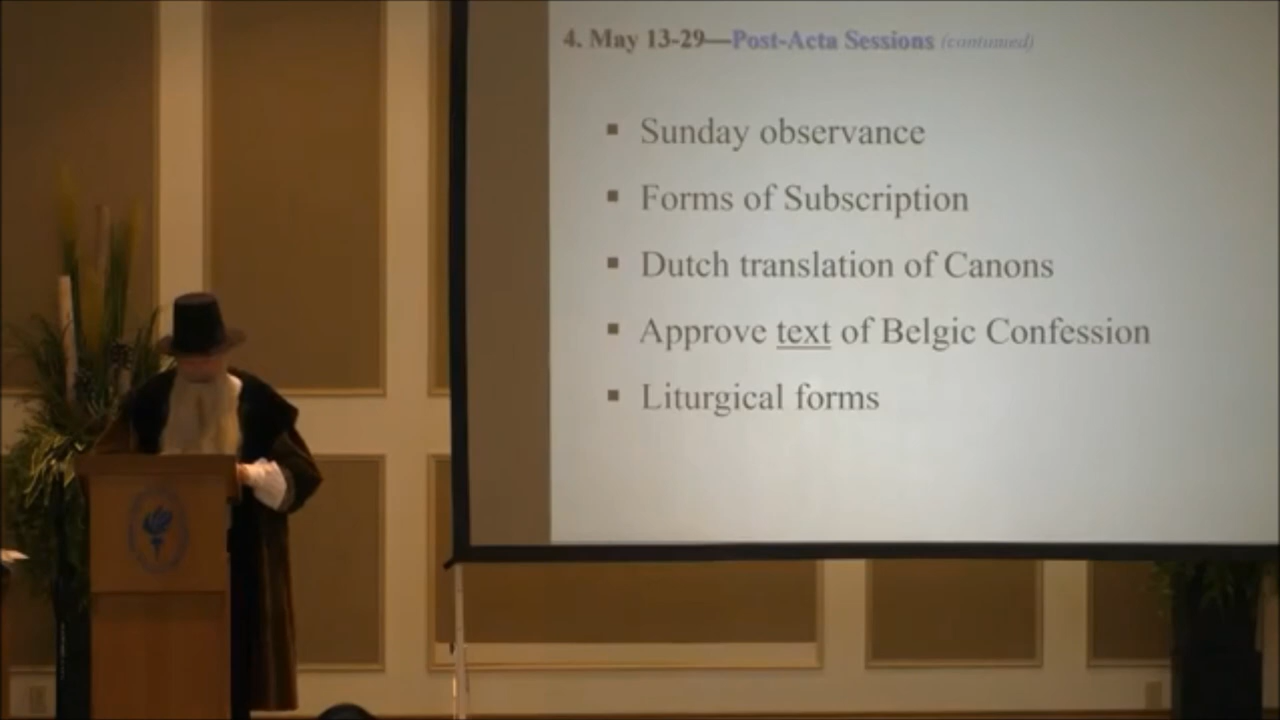 4. May 13-29—Post-Acta Sessions (contumed)
▪ Sunday observance
▪ Forms of Subscription
▪ Dutch translation of Canons
▪ Approve text of Belgic Confession
▪ Liturgical forms